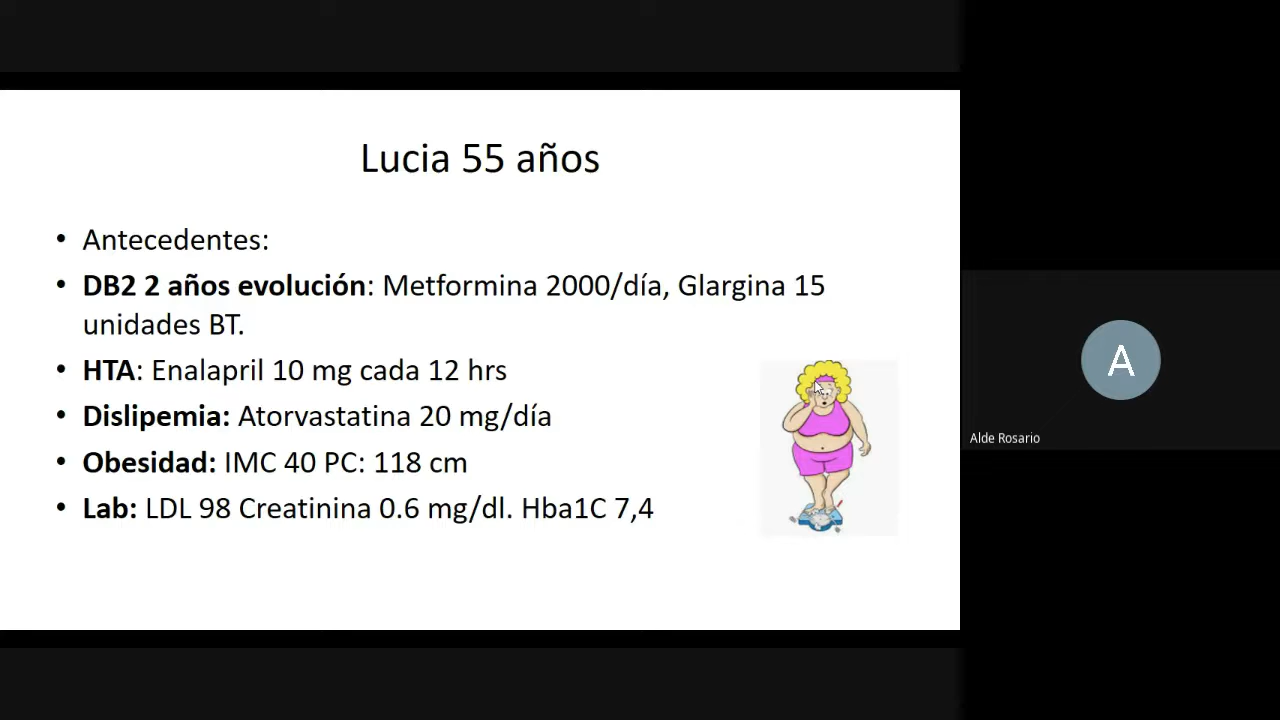 Lucia 55 años
• Antecedentes:
• DB2 2 años evolución: Metformina 2000/día, Glargina 15
unidades BT.
• HTA: Enalapril 10 mg cada 12 hrs
• Dislipemia: Atorvastatina 20 mg/día
• Obesidad: IMC 40 PC: 118 cm
• Lab: LDL 98 Creatinina 0.6 mg/dl. Hba1C 7,4
A
Alde Rosario